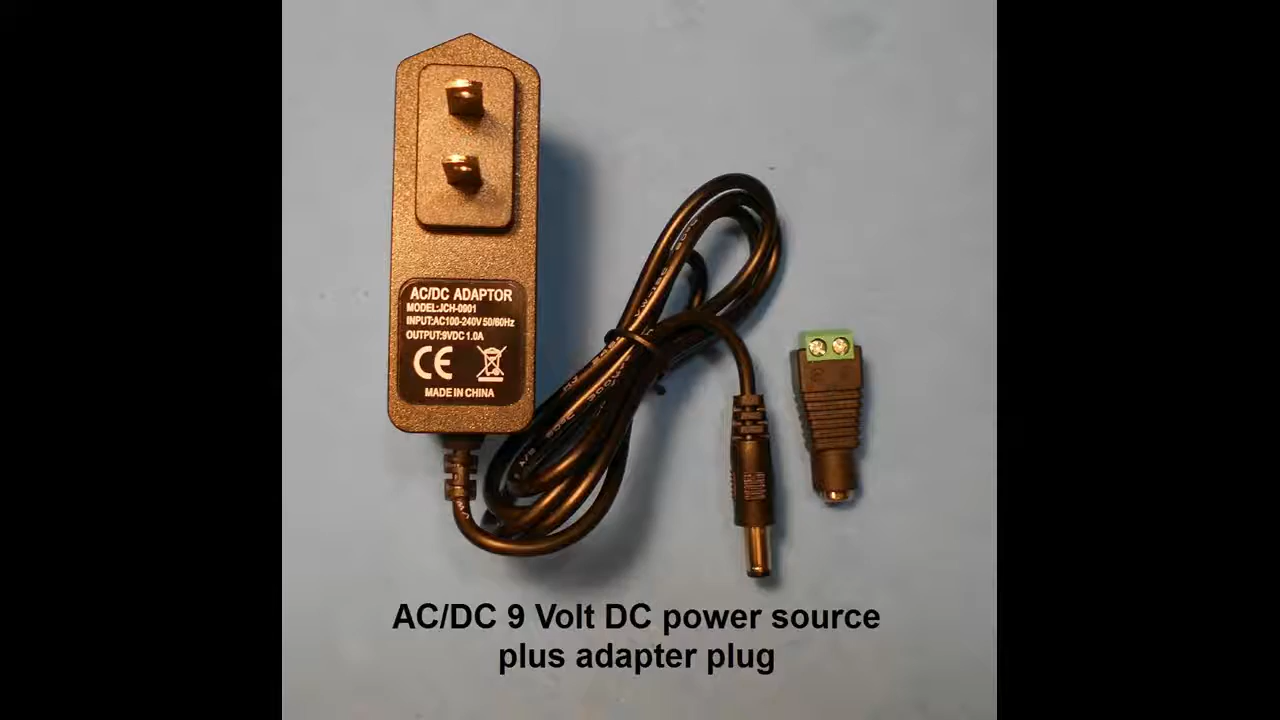 AC/DC ADAPTOR
MODEL:JCH-0901
INPUT:AC100-240V 50/60Hz
OUTPUT:9VDC 1.0A
CE
MADE IN CHINA
AC/DC 9 Volt DC power source
plus adapter plug